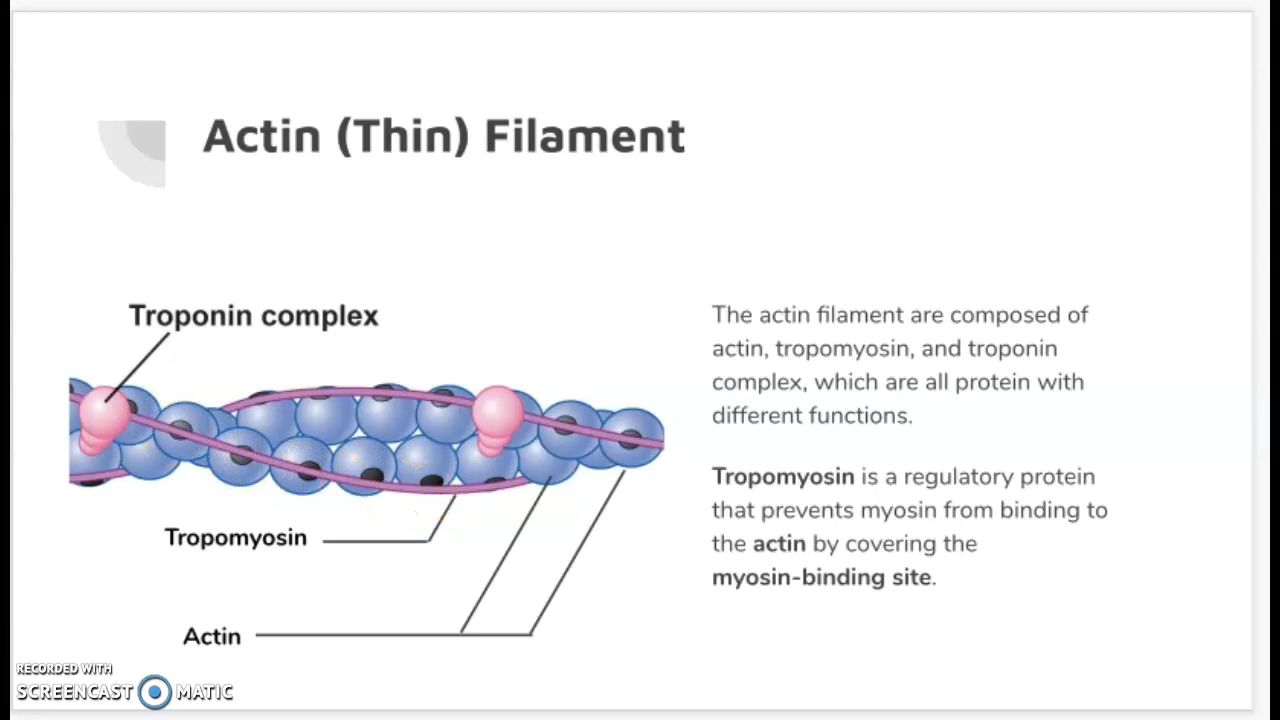 Actin (Thin) Filament
Troponin complex
Tropomyosin
Actin
The actin filament are composed of
actin, tropomyosin, and troponin
complex, which are all protein with
different functions.
Tropomyosin is a regulatory protein
that prevents myosin from binding to
the actin by covering the
myosin-binding site.
RECORDED WITH
SCREENCAST MATIC